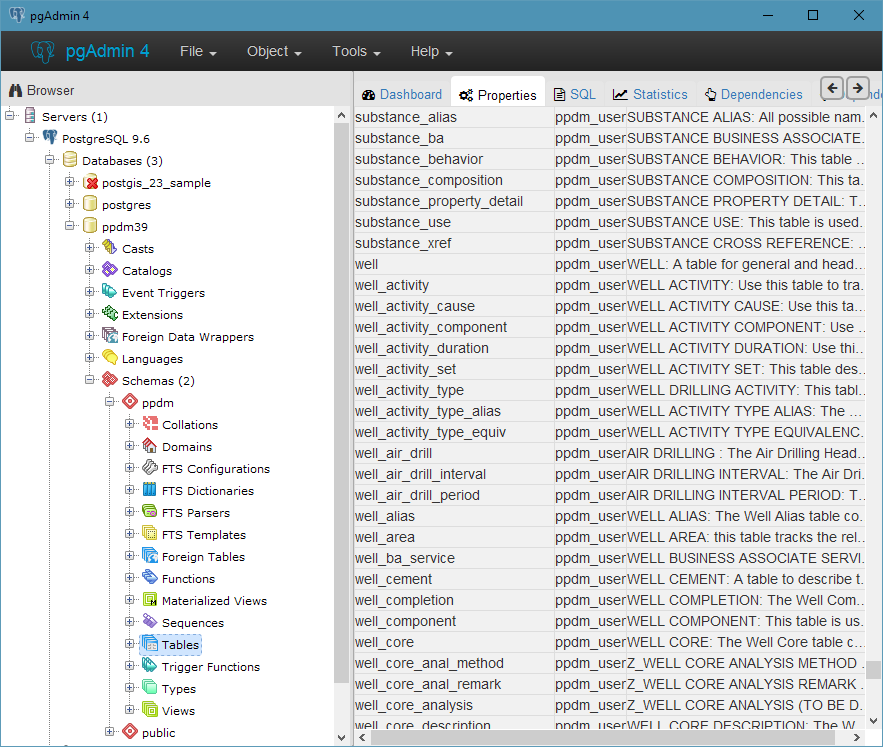 pgAdmin 4
pgAdmin 4 File Object Tools Help
Browser
Servers (1)
PostgreSQL 9.6
Databases (3)
postgis_23_sample
postgres
ppdm39
Casts
Catalogs
Event Triggers
Extensions
Foreign Data Wrappers
Languages
Schemas (2)
ppdm
Collations
Domains
FTS Configurations
FTS Dictionaries
FTS Parsers
FTS Templates
Foreign Tables
Functions
Materialized Views
Sequences
Tables
Trigger Functions
Types
Views
public
Dashboard Properties SQL Statistics Dependencies
substance_alias ppdm_user SUBSTANCE ALIAS: All possible nam...
substance_ba ppdm_user SUBSTANCE BUSINESS ASSOCIATE...
substance_behavior ppdm_user SUBSTANCE BEHAVIOR: This table ...
substance_composition ppdm_user SUBSTANCE COMPOSITION: This ta...
substance_property_detail ppdm_user SUBSTANCE PROPERTY DETAIL: T...
substance_use ppdm_user SUBSTANCE USE: This table is used...
substance_xref ppdm_user SUBSTANCE CROSS REFERENCE: ...
well ppdm_user WELL: A table for general and head...
well_activity ppdm_user WELL ACTIVITY: Use this table to tra...
well_activity_cause ppdm_user WELL ACTIVITY CAUSE: Use this ta...
well_activity_component ppdm_user WELL ACTIVITY COMPONENT: Use ...
well_activity_duration ppdm_user WELL ACTIVITY DURATION: Use thi...
well_activity_set ppdm_user WELL ACTIVITY SET: This table des...
well_activity_type ppdm_user WELL DRILLING ACTIVITY: This tabl...
well_activity_type_alias ppdm_user WELL ACTIVITY TYPE ALIAS: The ...
well_activity_type_equiv ppdm_user WELL ACTIVITY TYPE EQUIVALENC...
well_air_drill ppdm_user AIR DRILLING : The Air Drilling Head...
well_air_drill_interval ppdm_user AIR DRILLING INTERVAL: The Air Dri...
well_air_drill_period ppdm_user AIR DRILLING INTERVAL PERIOD: T...
well_alias ppdm_user WELL ALIAS: The Well Alias table co...
well_area ppdm_user WELL AREA: this table tracks the rel...
well_ba_service ppdm_user WELL BUSINESS ASSOCIATE SERVI...
well_cement ppdm_user WELL CEMENT: A table to describe t...
well_completion ppdm_user WELL COMPLETION: The Well Com...
well_component ppdm_user WELL COMPONENT: This table is us...
well_core ppdm_user WELL CORE: The Well Core table c...
well_core_anal_method ppdm_user Z_WELL CORE ANALYSIS METHOD ...
well_core_anal_remark ppdm_user Z_WELL CORE ANALYSIS REMARK ...
well_core_analysis ppdm_user Z_WELL CORE ANALYSIS (TO BE D...
well_core_description ppdm_user WELL CORE DESCRIPTION: The W...